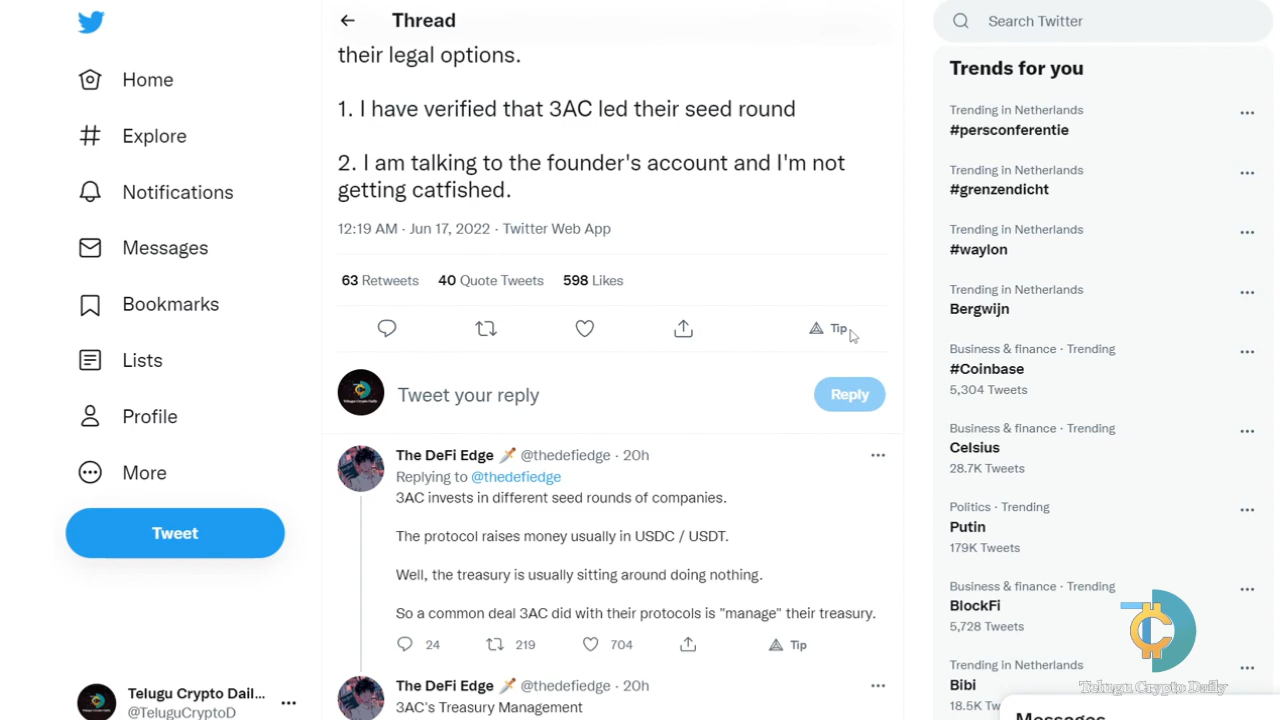 Thread
Search Twitter
Home
Explore
Notifications
Messages
Bookmarks
Lists
Profile
More
Tweet
Telugu Crypto Dail...
@TeluguCryptoD
their legal options.
1. I have verified that 3AC led their seed round
2. I am talking to the founder's account and I'm not
getting catfished.
12:19 AM · Jun 17, 2022 · Twitter Web App
63 Retweets 40 Quote Tweets 598 Likes
Tip
Tweet your reply
Reply
The DeFi Edge @thedefiedge · 20h
Replying to @thedefiedge
3AC invests in different seed rounds of companies.
The protocol raises money usually in USDC / USDT.
Well, the treasury is usually sitting around doing nothing.
So a common deal 3AC did with their protocols is "manage" their treasury.
24 219 704 Tip
The DeFi Edge @thedefiedge · 20h
3AC's Treasury Management
Trends for you
Trending in Netherlands
#persconferentie
Trending in Netherlands
#grenzendicht
Trending in Netherlands
#waylon
Trending in Netherlands
Bergwijn
Business & finance · Trending
#Coinbase
5,304 Tweets
Business & finance · Trending
Celsius
28.7K Tweets
Politics · Trending
Putin
179K Tweets
Business & finance · Trending
BlockFi
5,728 Tweets
Trending in Netherlands
Bibi
18.5K Tw
Telugu Crypto Daily
Messages